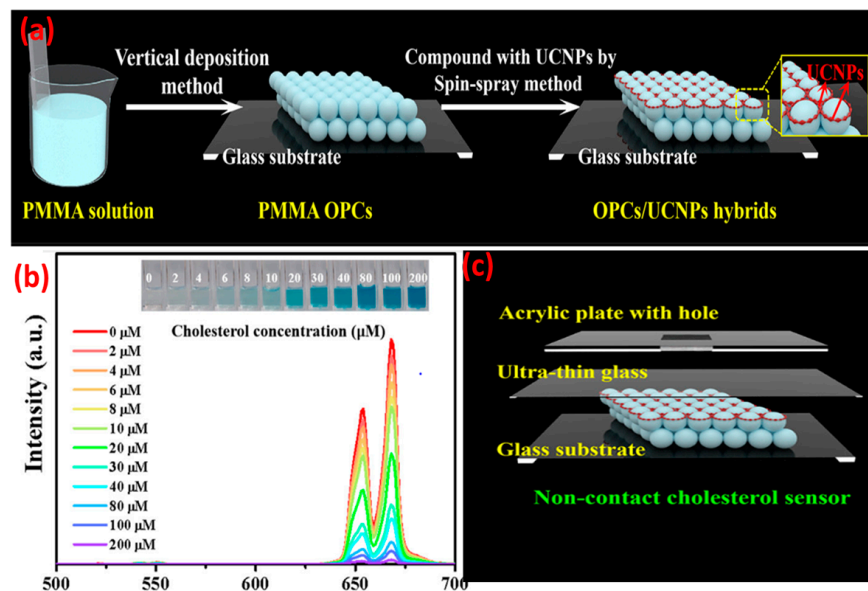 (a)
Vertical deposition
method
Compound with UCNPs by
Spin-spray method
UCNPs
Glass substrate
Glass substrate
PMMA solution
PMMA OPCs
OPCs/UCNPs hybrids
(b)
0 2 4 6 8 10 20 30 40 80 100 200
Cholesterol concentration (μM)
0 μM
2 μM
4 μM
6 μM
8 μM
10 μM
20 μM
30 μM
40 μM
80 μM
100 μM
200 μM
Intensity (a.u.)
500 550 600 650 700
(c)
Acrylic plate with hole
Ultra-thin glass
Glass substrate
Non-contact cholesterol sensor